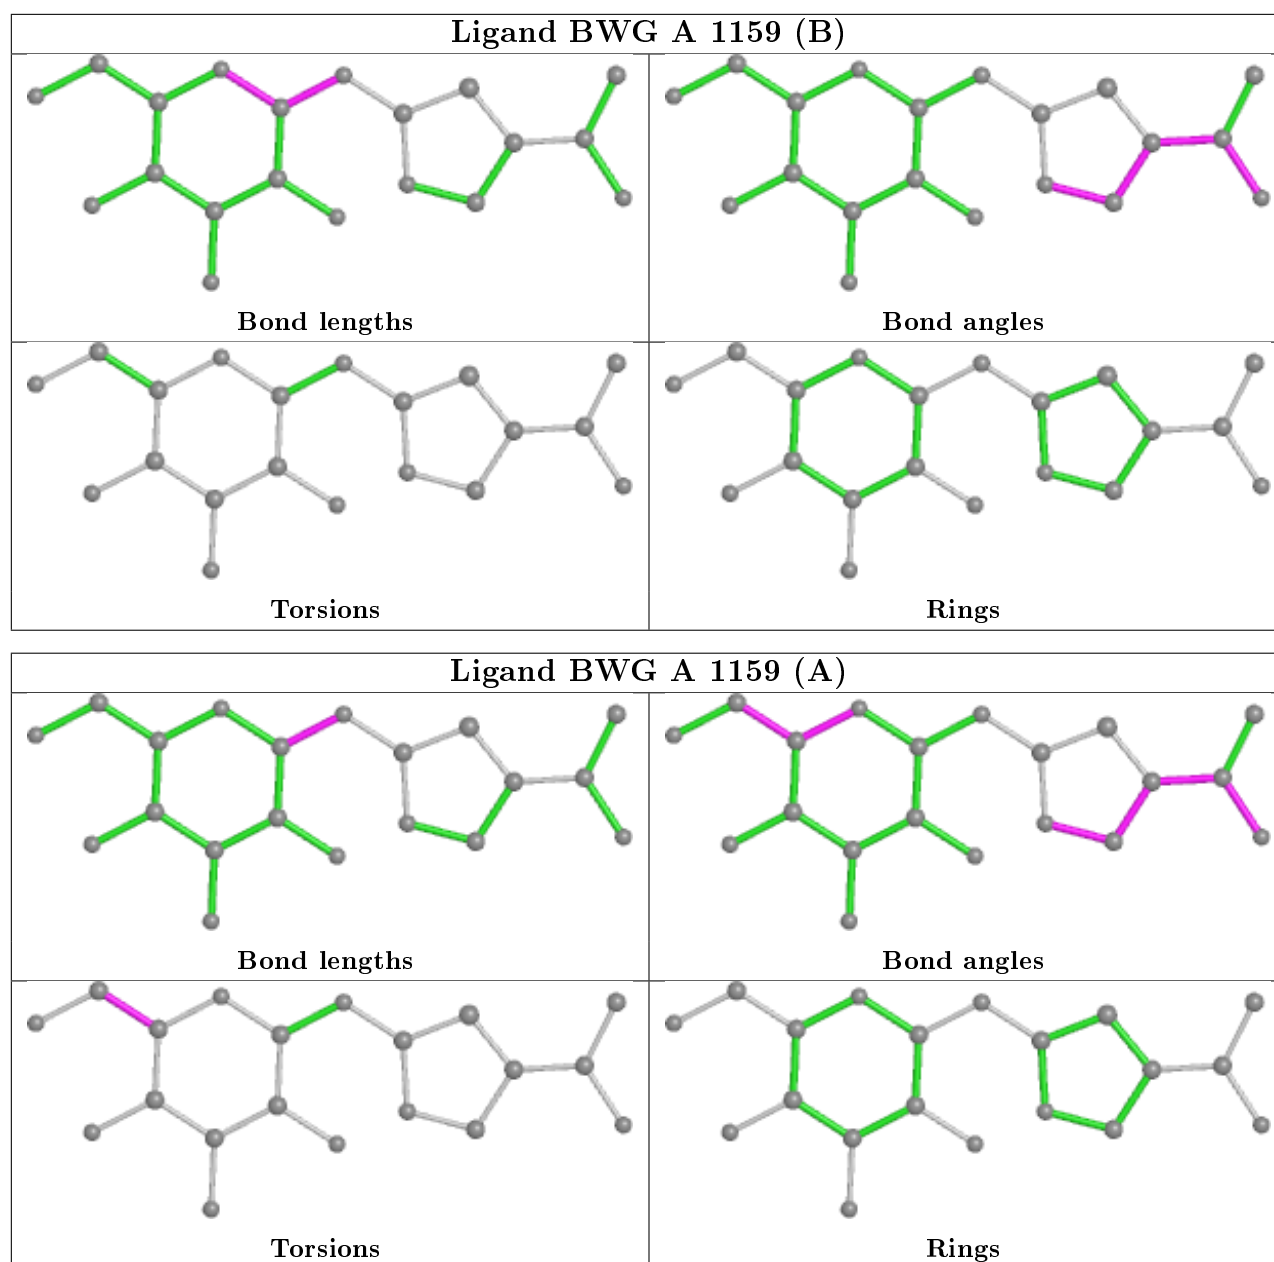 Ligand BWG A 1159 (B)
Bond lengths
Bond angles
Torsions
Rings
Ligand BWG A 1159 (A)
Bond lengths
Bond angles
Torsions
Rings